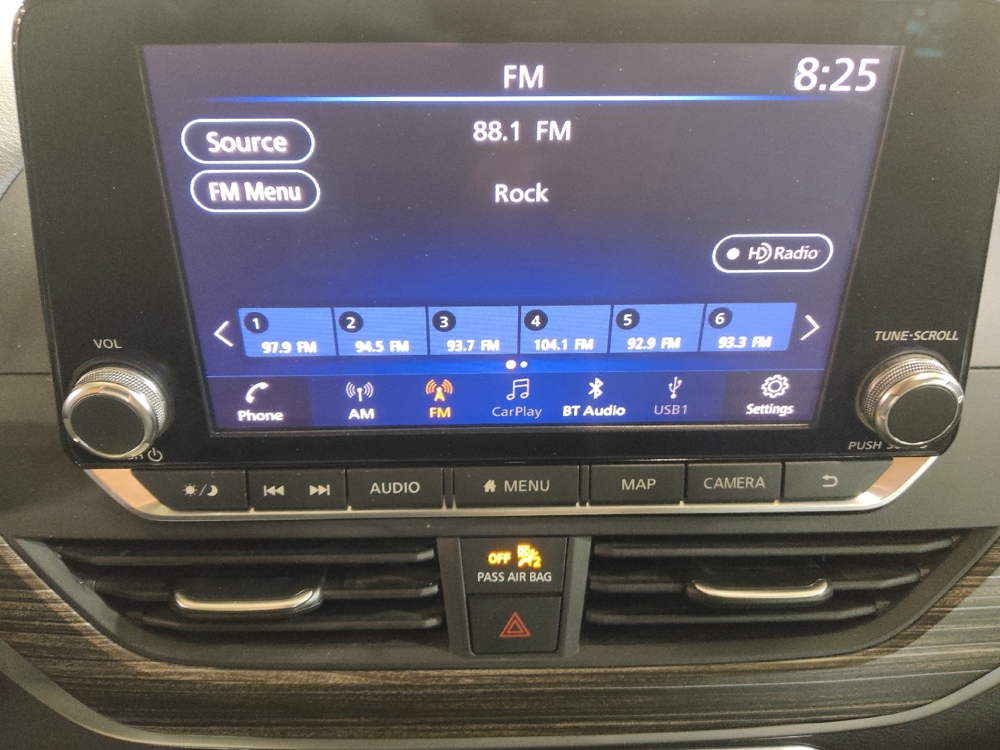 FM
8:25
Source
88.1 FM
FM Menu
Rock
HD Radio
1 2 3 4 5 6
97.9 FM 94.5 FM 93.7 FM 104.1 FM 92.9 FM 93.3 FM
VOL
TUNE·SCROLL
Phone AM FM CarPlay BT Audio USB1 Settings
PUSH
AUDIO MENU MAP CAMERA
OFF 2
PASS AIR BAG